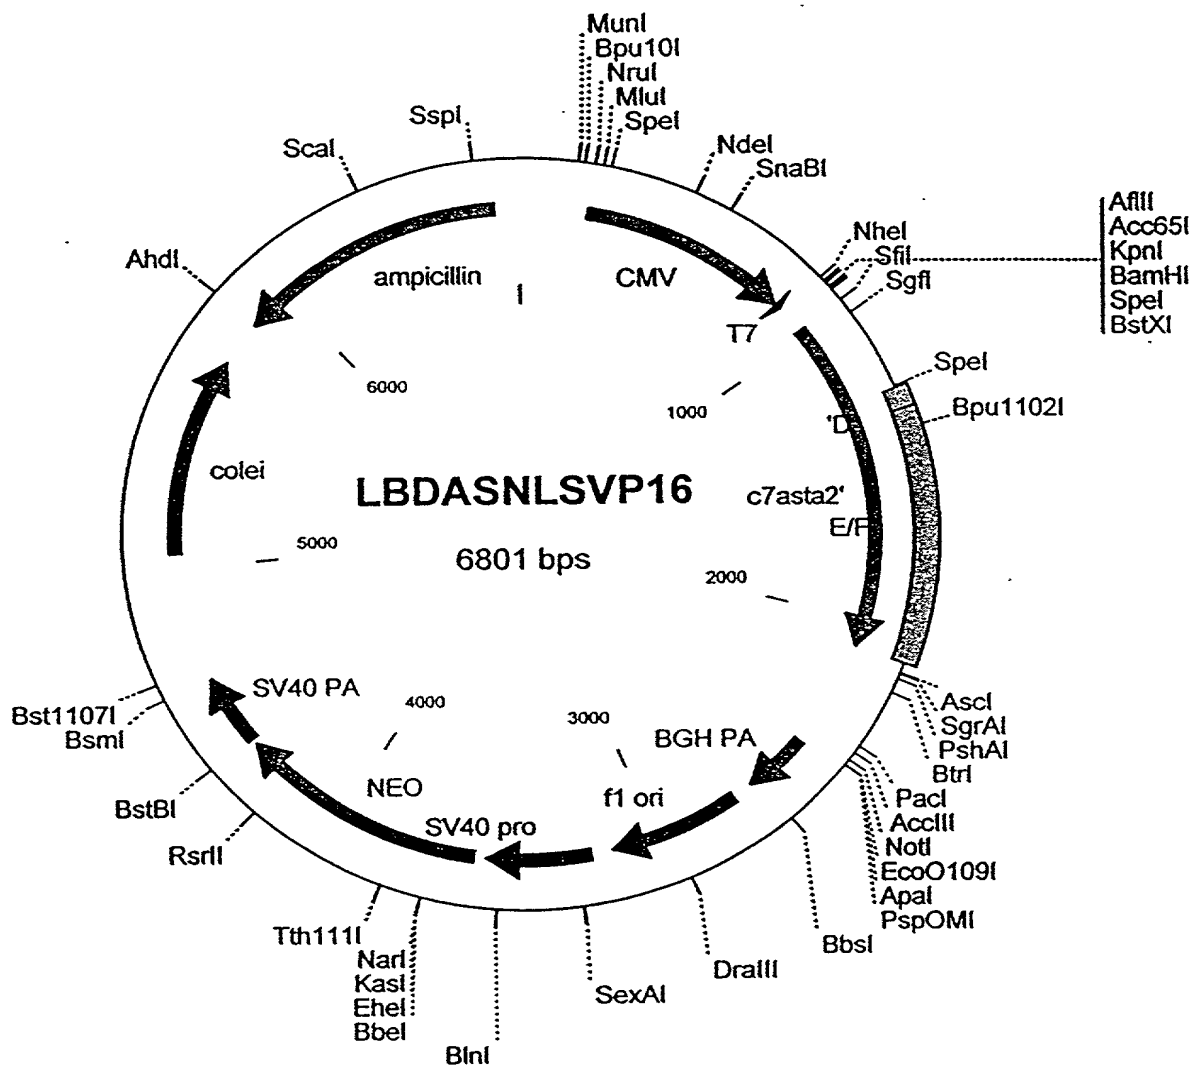 MunI
Bpu10I
NruI
MluI
SpeI
SspI
ScaI
NdeI
SnaBI
AflII
Acc65I
KpnI
BamHI
SpeI
BstXI
NheI
SfiI
SgfI
AhdI
ampicillin
I
CMV
T7
6000
1000
SpeI
Bpu1102I
'D
colei
LBDASNLSVP16
c7asta2'
E/F
5000
6801 bps
2000
SV40 PA
4000
3000
BGH PA
AscI
SgrAI
PshAI
BtrI
Bst1107I
BsmI
NEO
f1 ori
SV40 pro
PacI
AccIII
NotI
EcoO109I
ApaI
PspOMI
BstBI
RsrII
Tth111I
NarI
KasI
EheI
BbeI
BlnI
SexAI
DraIII
BbsI